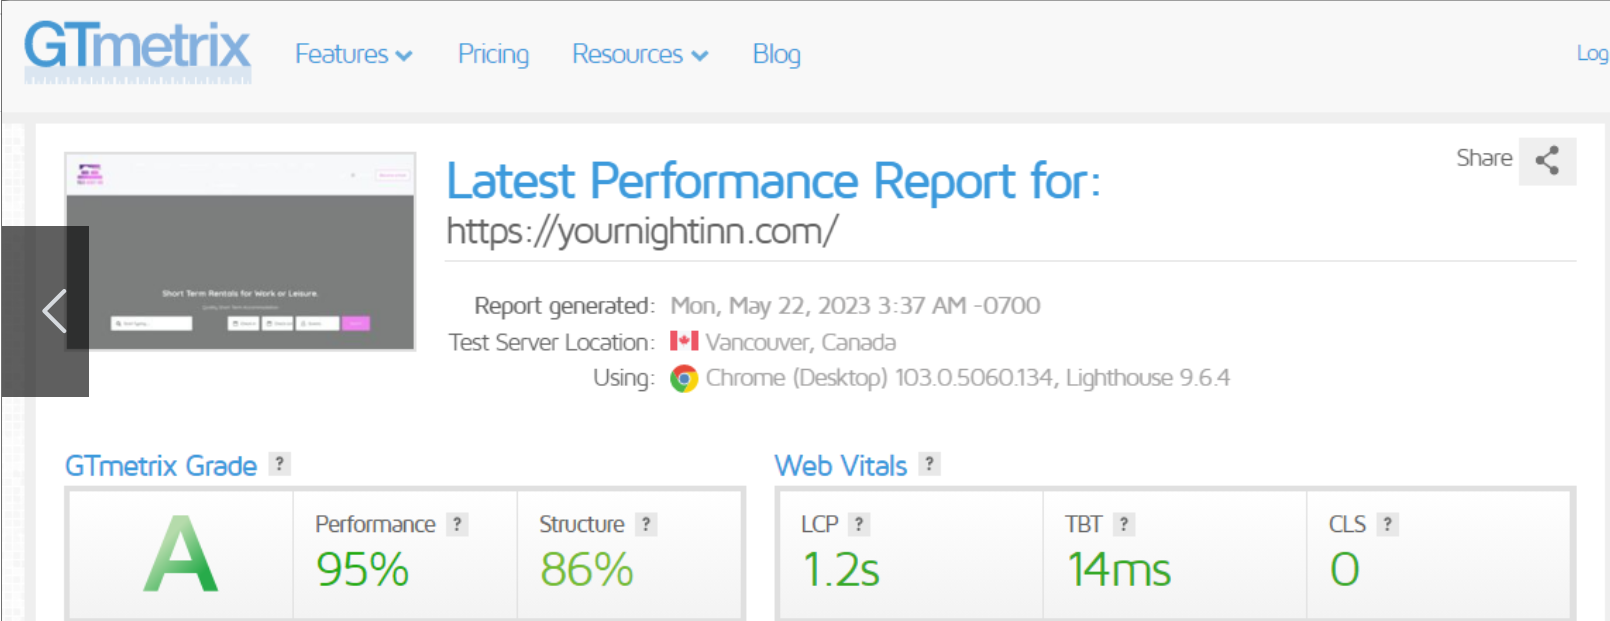 GTmetrix
Features
Pricing
Resources
Blog
Log
Share
Latest Performance Report for:
https://yournightinn.com/
Short Term Rentals for Work or Leisure.
Report generated: Mon, May 22, 2023 3:37 AM -0700
Test Server Location: Vancouver, Canada
Using: Chrome (Desktop) 103.0.5060.134, Lighthouse 9.6.4
GTmetrix Grade ?
Web Vitals ?
A
Performance ?
95%
Structure ?
86%
LCP ?
1.2s
TBT ?
14ms
CLS ?
0